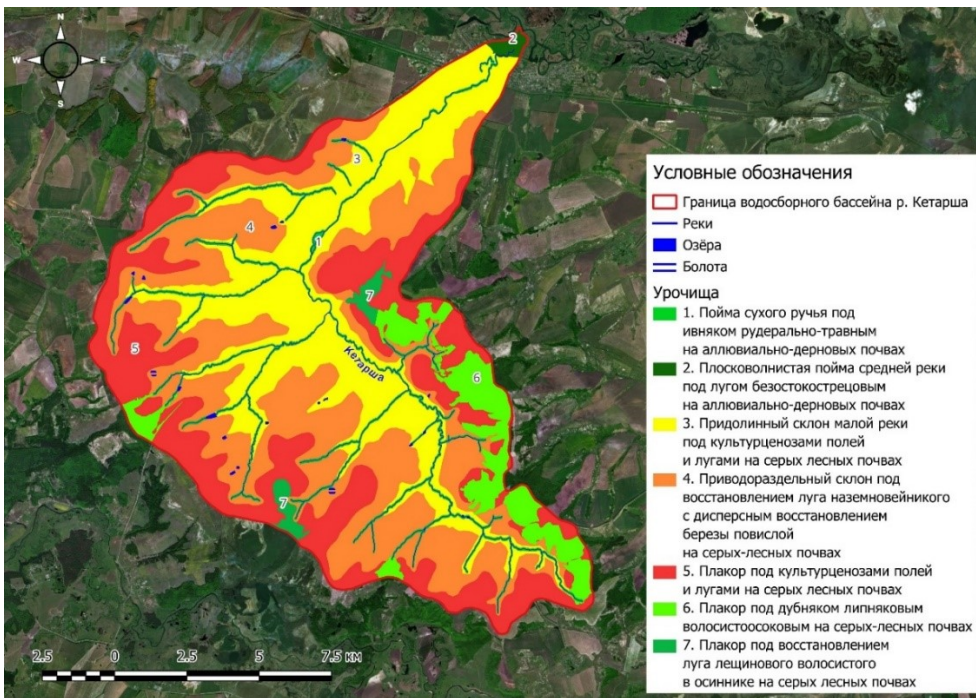 N
W E
S
2
3
4
1
7
5
6
Кетарша
7
2.5 0 2.5 5 7.5 КМ
Условные обозначения
Граница водосборного бассейна р. Кетарша
Реки
Озёра
Болота
Урочища
1. Пойма сухого ручья под
ивняком рудерально-травным
на аллювиально-дерновых почвах
2. Плосковолнистая пойма средней реки
под лугом безостокострецовым
на аллювиально-дерновых почвах
3. Придолинный склон малой реки
под культурценозами полей
и лугами на серых лесных почвах
4. Приводораздельный склон под
восстановлением луга наземновейникого
с дисперсным восстановлением
березы повислой
на серых-лесных почвах
5. Плакор под культурценозами полей
и лугами на серых лесных почвах
6. Плакор под дубняком липняковым
волосистоосоковым на серых-лесных почвах
7. Плакор под восстановлением
луга лещинового волосистого
в осиннике на серых лесных почвах